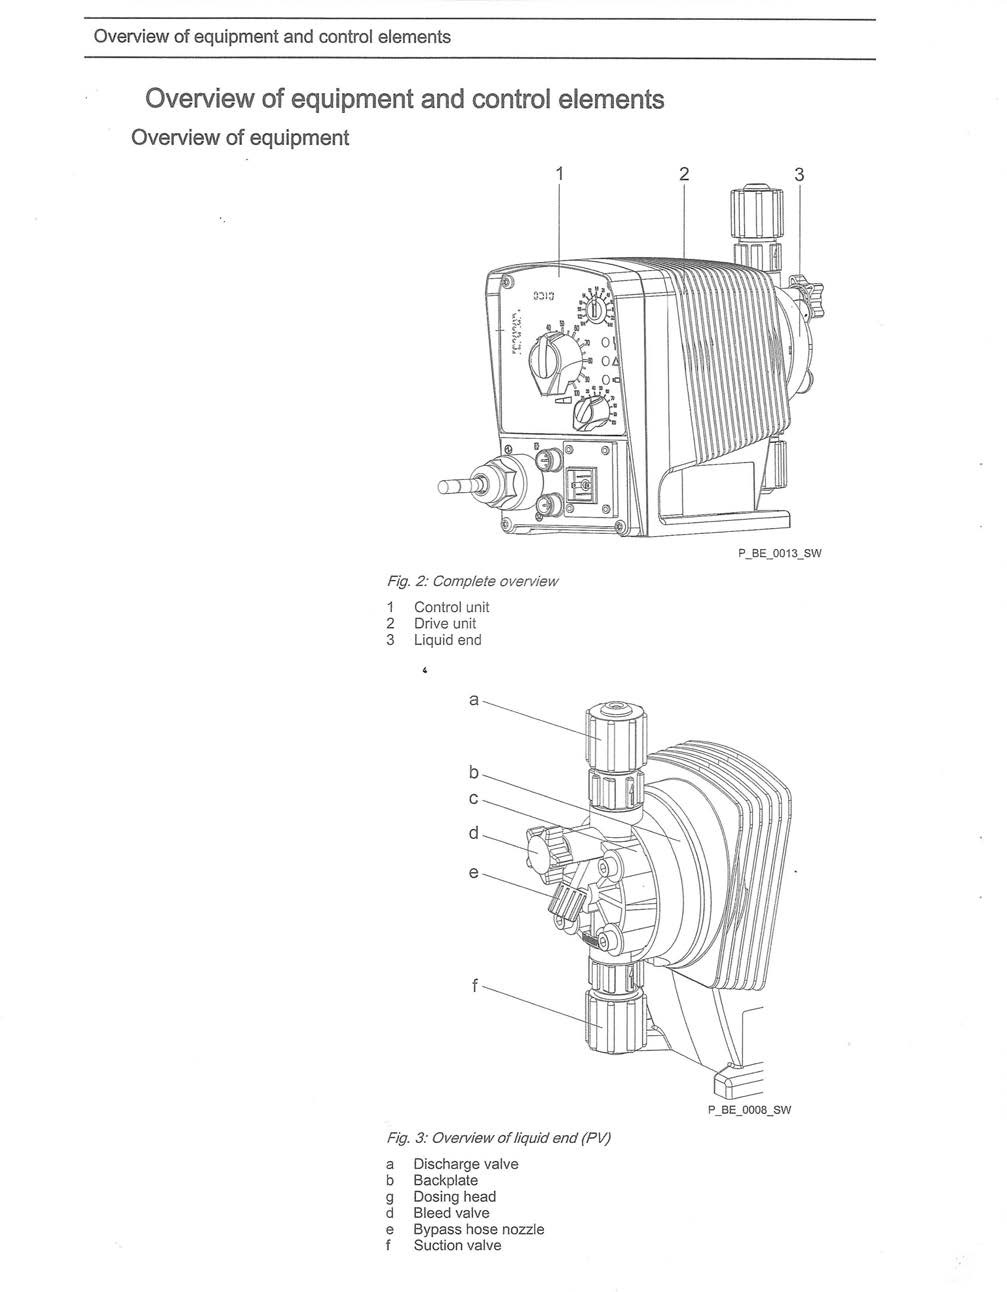 Overview of equipment and control elements
Overview of equipment and control elements
Overview of equipment
1 2 3
P_BE_0013_SW
Fig. 2: Complete overview
1 Control unit
2 Drive unit
3 Liquid end
a
b
c
d
e
f
P_BE_0008_SW
Fig. 3: Overview of liquid end (PV)
a Discharge valve
b Backplate
g Dosing head
d Bleed valve
e Bypass hose nozzle
f Suction valve